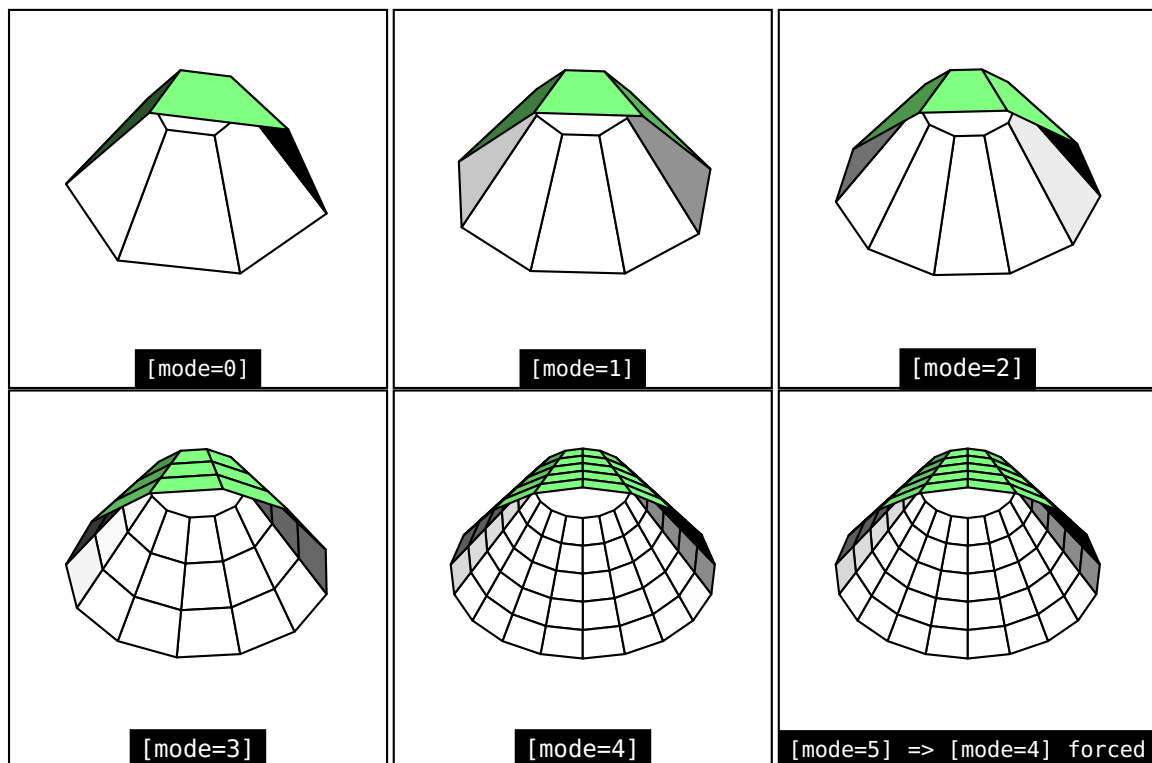 [mode=0]
[mode=1]
[mode=2]
[mode=3]
[mode=4]
[mode=5] => [mode=4] forced